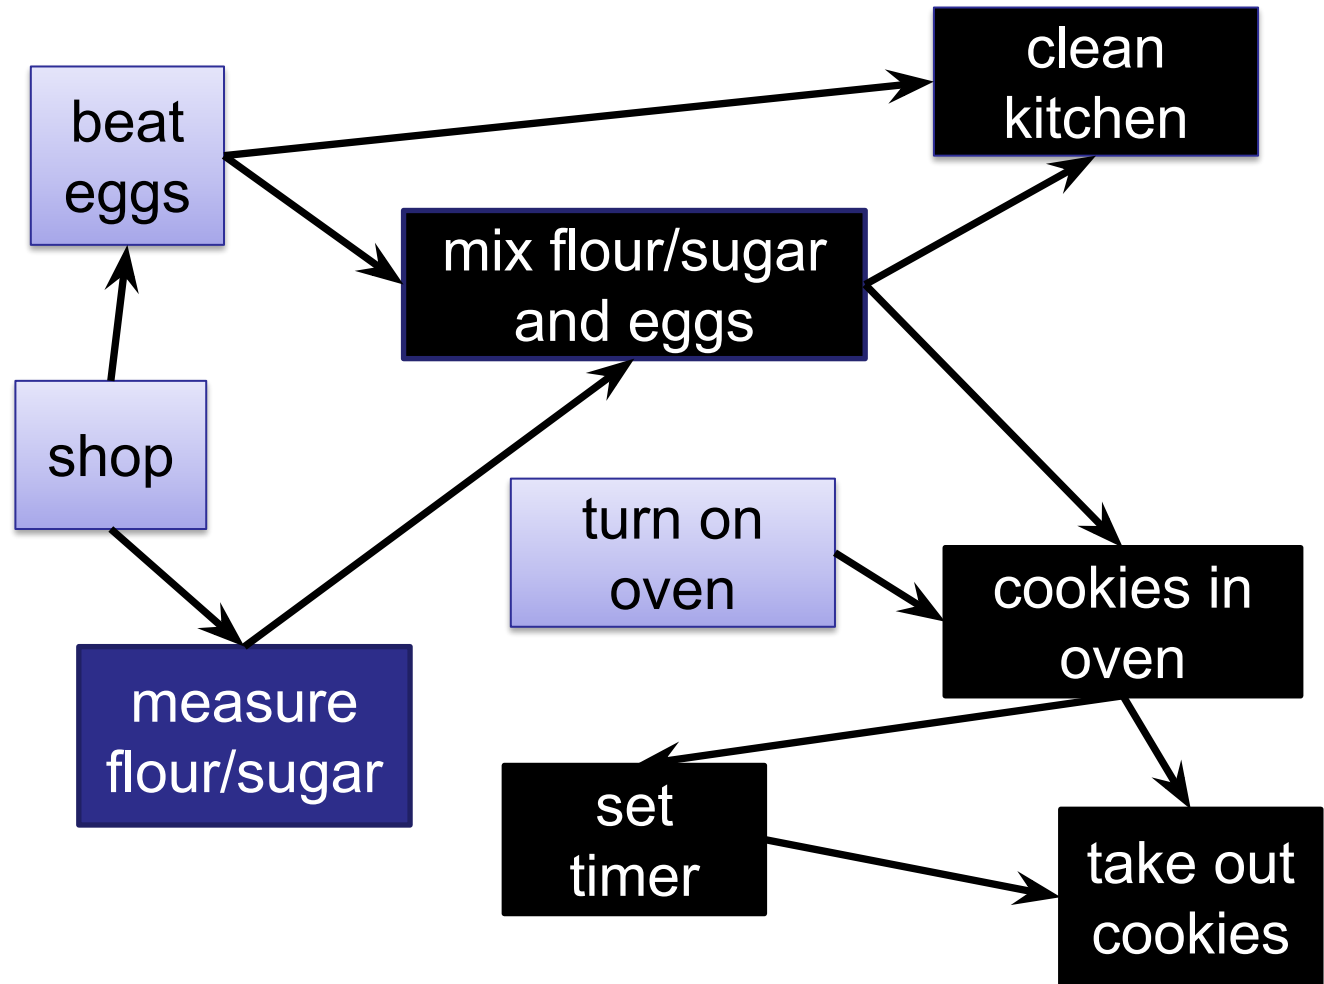 clean
kitchen
beat
eggs
mix flour/sugar
and eggs
shop
turn on
oven
cookies in
oven
measure
flour/sugar
set
timer
take out
cookies